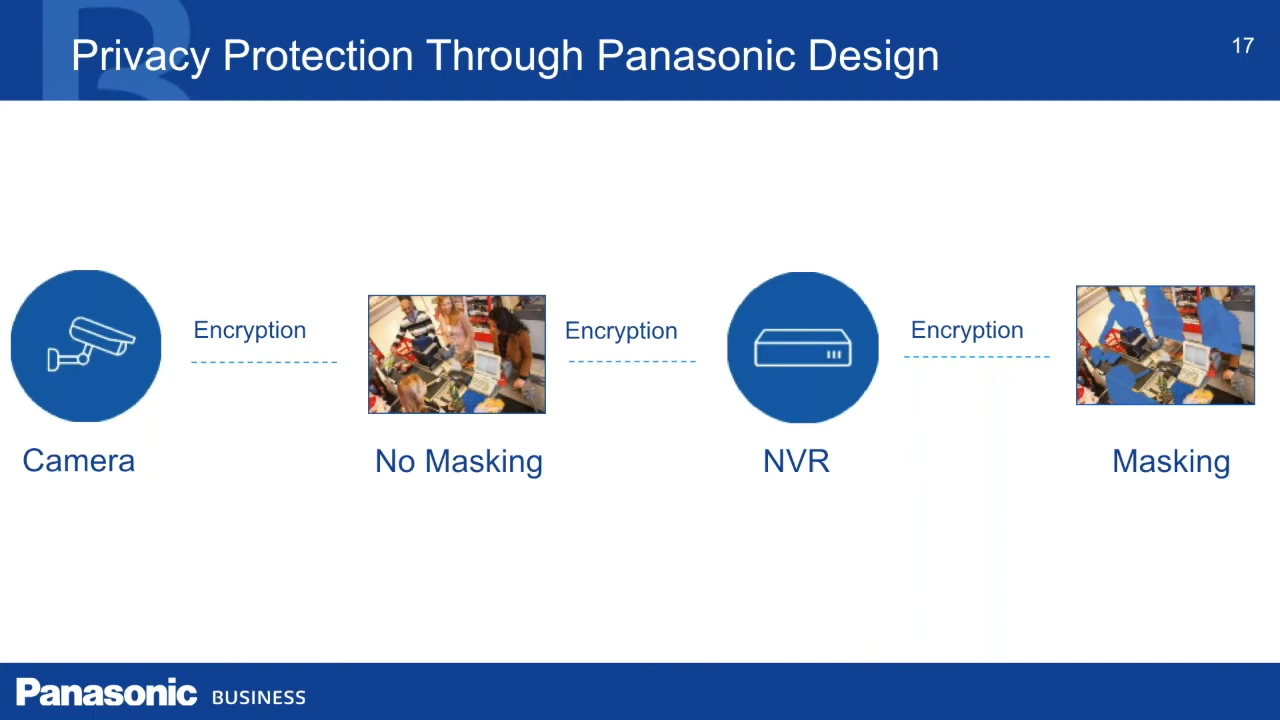 Privacy Protection Through Panasonic Design
17
Encryption
Encryption
Encryption
Camera
No Masking
NVR
Masking
Panasonic BUSINESS